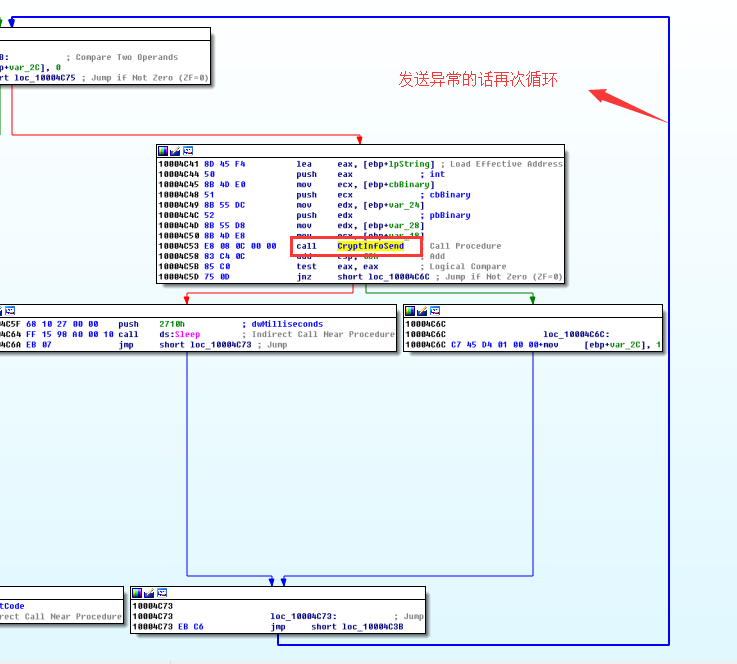 B:                ; Compare Two Operands
p+var_2C], 0
rt loc_10004C75 ; Jump if Not Zero (ZF=0)
发送异常的话再次循环
10004C41 8D 45 F4 lea eax, [ebp+lpString] ; Load Effective Address
10004C44 50 push eax ; int
10004C45 8B 4D E0 mov ecx, [ebp+cbBinary]
10004C48 51 push ecx ; cbBinary
10004C49 8B 55 DC mov edx, [ebp+var_24]
10004C4C 52 push edx ; pbBinary
10004C4D 8B 55 D8 mov edx, [ebp+var_28]
10004C50 8B 4D E8 mov ecx, [ebp+var_18]
10004C53 E8 08 0C 00 00 call CryptInfoSend ; Call Procedure
10004C58 83 C4 0C add esp, 0Ch ; Add
10004C5B 85 C0 test eax, eax ; Logical Compare
10004C5D 75 0D jnz short loc_10004C6C ; Jump if Not Zero (ZF=0)
4C5F 68 10 27 00 00 push 2710h ; dwMilliseconds
4C64 FF 15 98 A0 00 10 call ds:Sleep ; Indirect Call Near Procedure
4C6A EB 07 jmp short loc_10004C73 ; Jump
10004C6C
10004C6C loc_10004C6C:
10004C6C C7 45 D4 01 00 00+mov [ebp+var_2C], 1
tCode
rect Call Near Procedure
10004C73
10004C73 loc_10004C73: ; Jump
10004C73 EB C6 jmp short loc_10004C3B